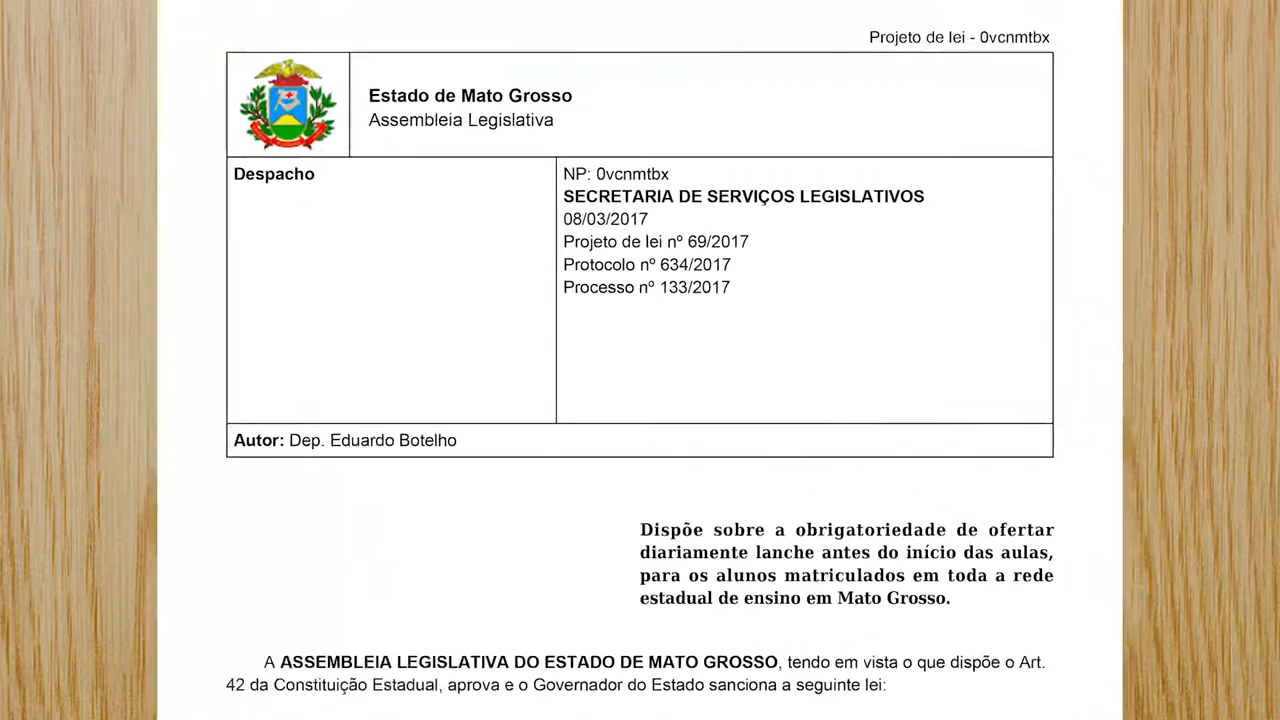 Projeto de lei - 0vcnmtbx
Estado de Mato Grosso
Assembleia Legislativa
Despacho
NP: 0vcnmtbx
SECRETARIA DE SERVIÇOS LEGISLATIVOS
08/03/2017
Projeto de lei nº 69/2017
Protocolo nº 634/2017
Processo nº 133/2017
Autor: Dep. Eduardo Botelho
Dispõe sobre a obrigatoriedade de ofertar
diariamente lanche antes do início das aulas,
para os alunos matriculados em toda a rede
estadual de ensino em Mato Grosso.
A ASSEMBLEIA LEGISLATIVA DO ESTADO DE MATO GROSSO, tendo em vista o que dispõe o Art.
42 da Constituição Estadual, aprova e o Governador do Estado sanciona a seguinte lei: